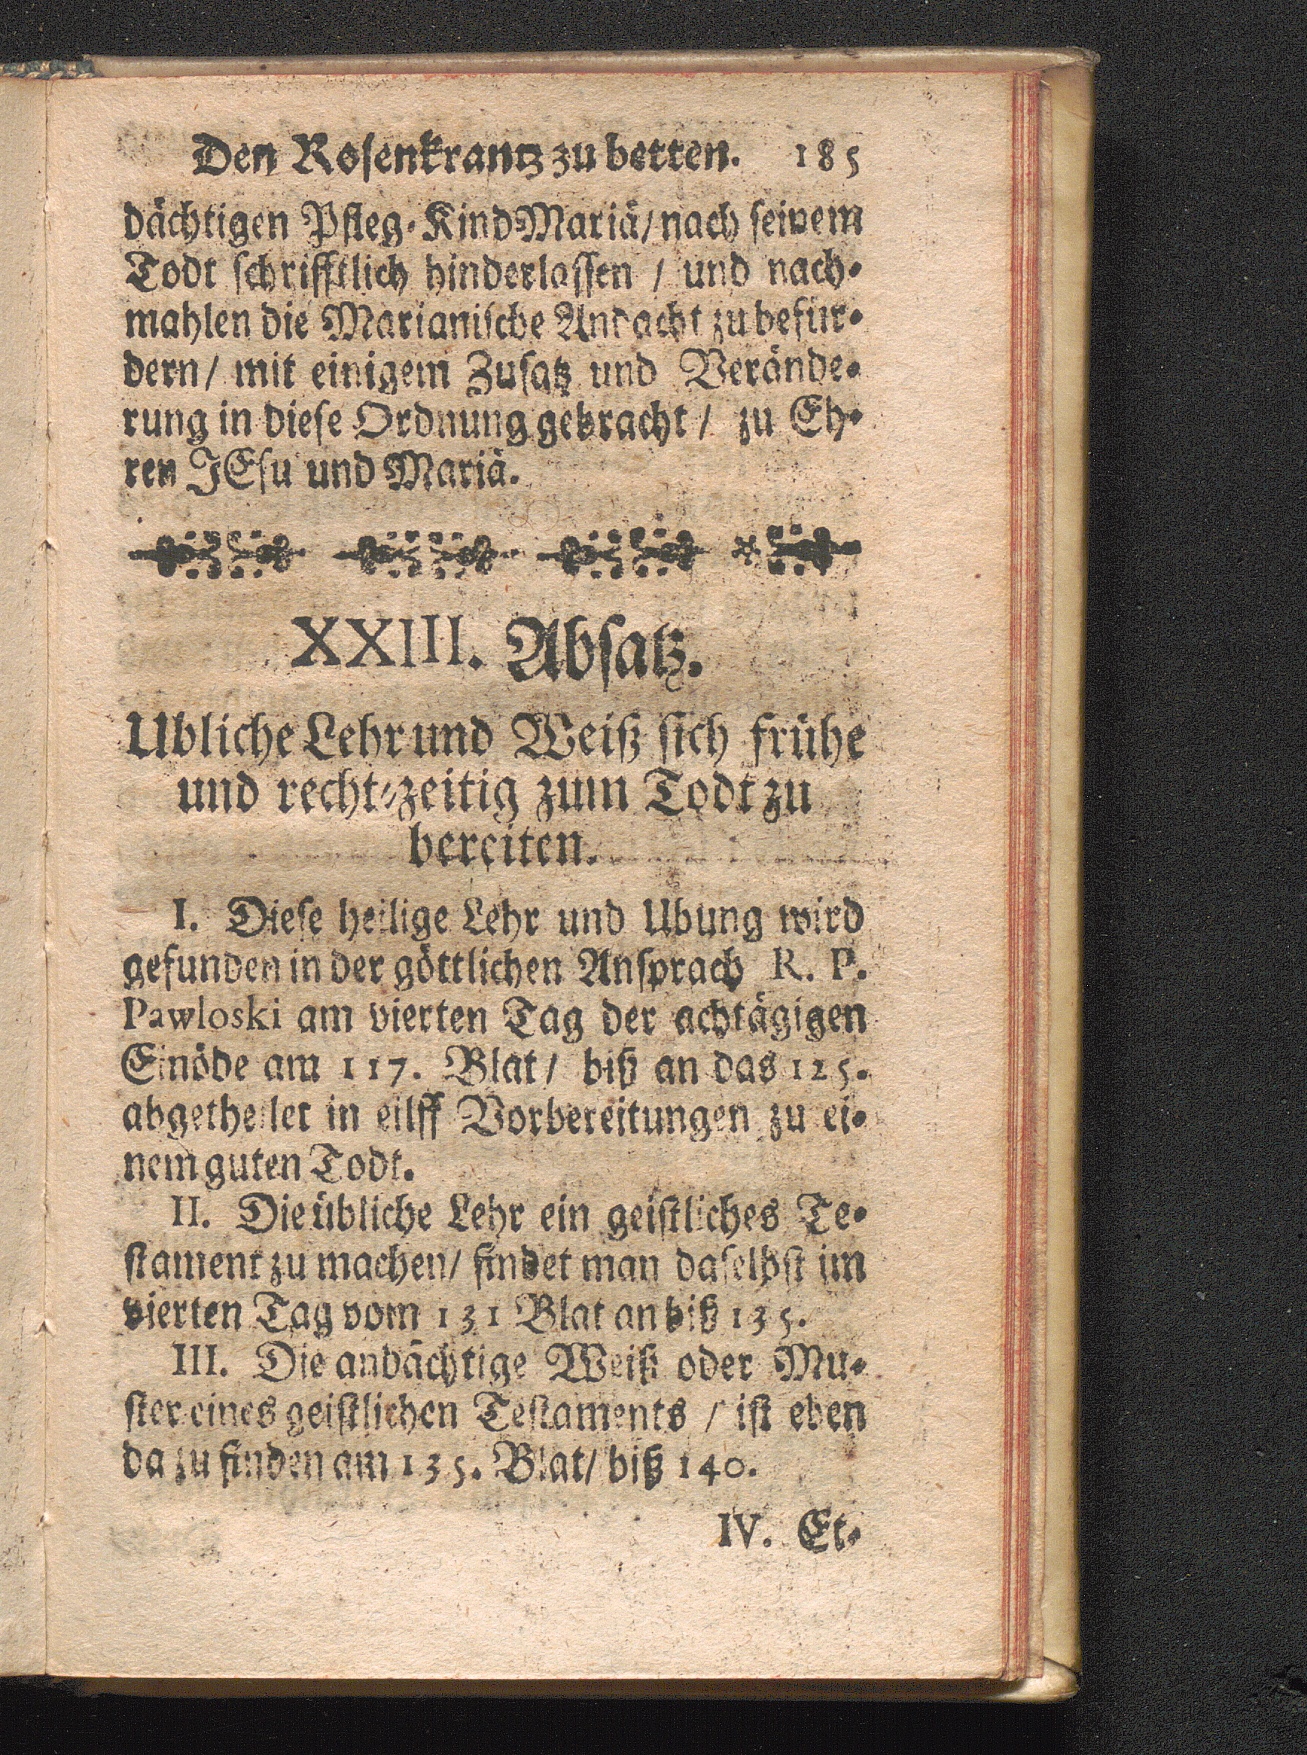 Den Rosenkrantz zu betten. 185
dächtigen Pfleg-Kind Mariä / nach seinem
Todt schrifftlich hinderlassen / und nach-
mahlen die Marianische Andacht zu befür-
dern / mit einigem Zusatz und Verände-
rung in diese Ordnung gebracht / zu Eh-
ren JEsu und Mariä.
XXIII. Absatz.
Ubliche Lehr und Weiß sich frühe
und recht-zeitig zum Todt zu
bereiten.
I. Diese heilige Lehr und Ubung wird
gefunden in der göttlichen Ansprach R. P.
Pawloski am vierten Tag der achtägigen
Einöde am 117. Blat / biß an das 125.
abgetheilet in eilff Vorbereitungen zu ei-
nem guten Todt.
II. Die übliche Lehr ein geistliches Te-
stament zu machen / findet man daselbst im
vierten Tag vom 131 Blat an biß 135.
III. Die andächtige Weiß oder Mu-
ster eines geistlichen Testaments / ist eben
da zu finden am 135. Blat / biß 140.
IV. Et-